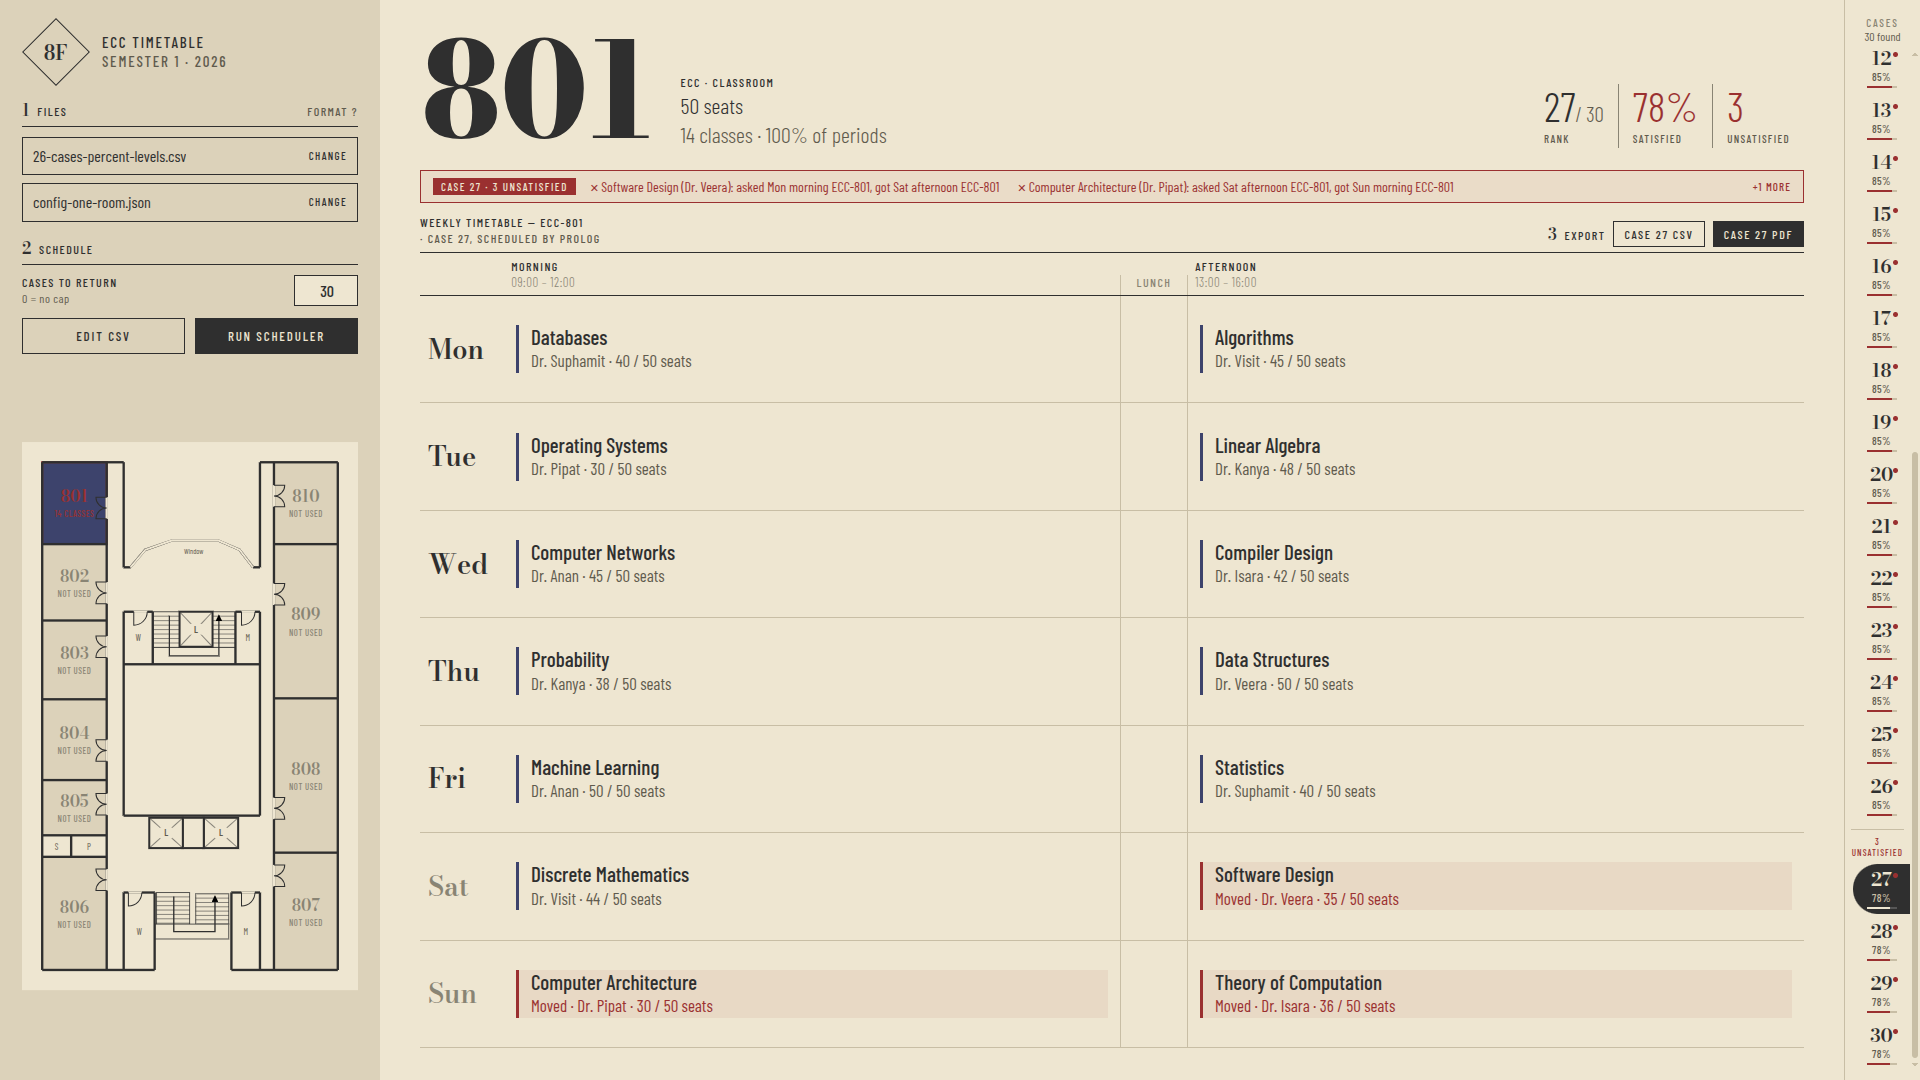 8F
ECC TIMETABLE
SEMESTER 1 · 2026
1 FILES
FORMAT ?
26-cases-percent-levels.csv
CHANGE
config-one-room.json
CHANGE
2 SCHEDULE
CASES TO RETURN
0 = no cap
30
EDIT CSV
RUN SCHEDULER
801
14 CLASSES
810
NOT USED
Window
802
NOT USED
809
NOT USED
W
L
M
803
NOT USED
804
NOT USED
808
NOT USED
805
NOT USED
L
L
S
P
806
NOT USED
807
NOT USED
W
M
801
ECC · CLASSROOM
50 seats
14 classes · 100% of periods
27 / 30
RANK
78%
SATISFIED
3
UNSATISFIED
CASE 27 · 3 UNSATISFIED
× Software Design (Dr. Veera): asked Mon morning ECC-801, got Sat afternoon ECC-801
× Computer Architecture (Dr. Pipat): asked Sat afternoon ECC-801, got Sun morning ECC-801
+1 MORE
WEEKLY TIMETABLE — ECC-801
· CASE 27, SCHEDULED BY PROLOG
3 EXPORT
CASE 27 CSV
CASE 27 PDF
MORNING
09:00 – 12:00
LUNCH
AFTERNOON
13:00 – 16:00
Mon
Databases
Dr. Suphamit · 40 / 50 seats
Algorithms
Dr. Visit · 45 / 50 seats
Tue
Operating Systems
Dr. Pipat · 30 / 50 seats
Linear Algebra
Dr. Kanya · 48 / 50 seats
Wed
Computer Networks
Dr. Anan · 45 / 50 seats
Compiler Design
Dr. Isara · 42 / 50 seats
Thu
Probability
Dr. Kanya · 38 / 50 seats
Data Structures
Dr. Veera · 50 / 50 seats
Fri
Machine Learning
Dr. Anan · 50 / 50 seats
Statistics
Dr. Suphamit · 40 / 50 seats
Sat
Discrete Mathematics
Dr. Visit · 44 / 50 seats
Software Design
Moved · Dr. Veera · 35 / 50 seats
Sun
Computer Architecture
Moved · Dr. Pipat · 30 / 50 seats
Theory of Computation
Moved · Dr. Isara · 36 / 50 seats
CASES
30 found
12
85%
13
85%
14
85%
15
85%
16
85%
17
85%
18
85%
19
85%
20
85%
21
85%
22
85%
23
85%
24
85%
25
85%
26
85%
3
UNSATISFIED
27
78%
28
78%
29
78%
30
78%